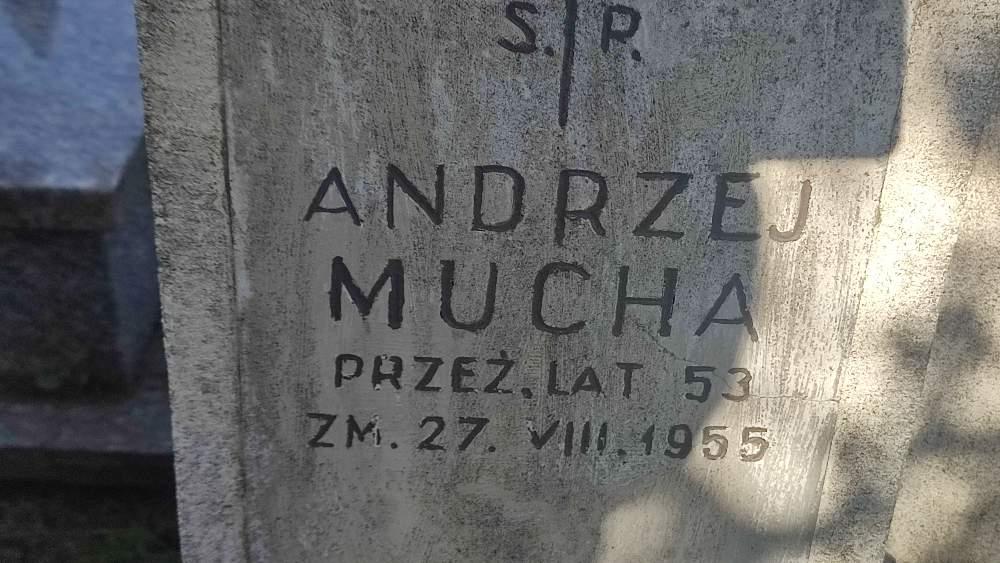 S. P.
ANDRZEJ
MUCHA
PRZEŻ. LAT 53
ZM. 27. VIII. 1955